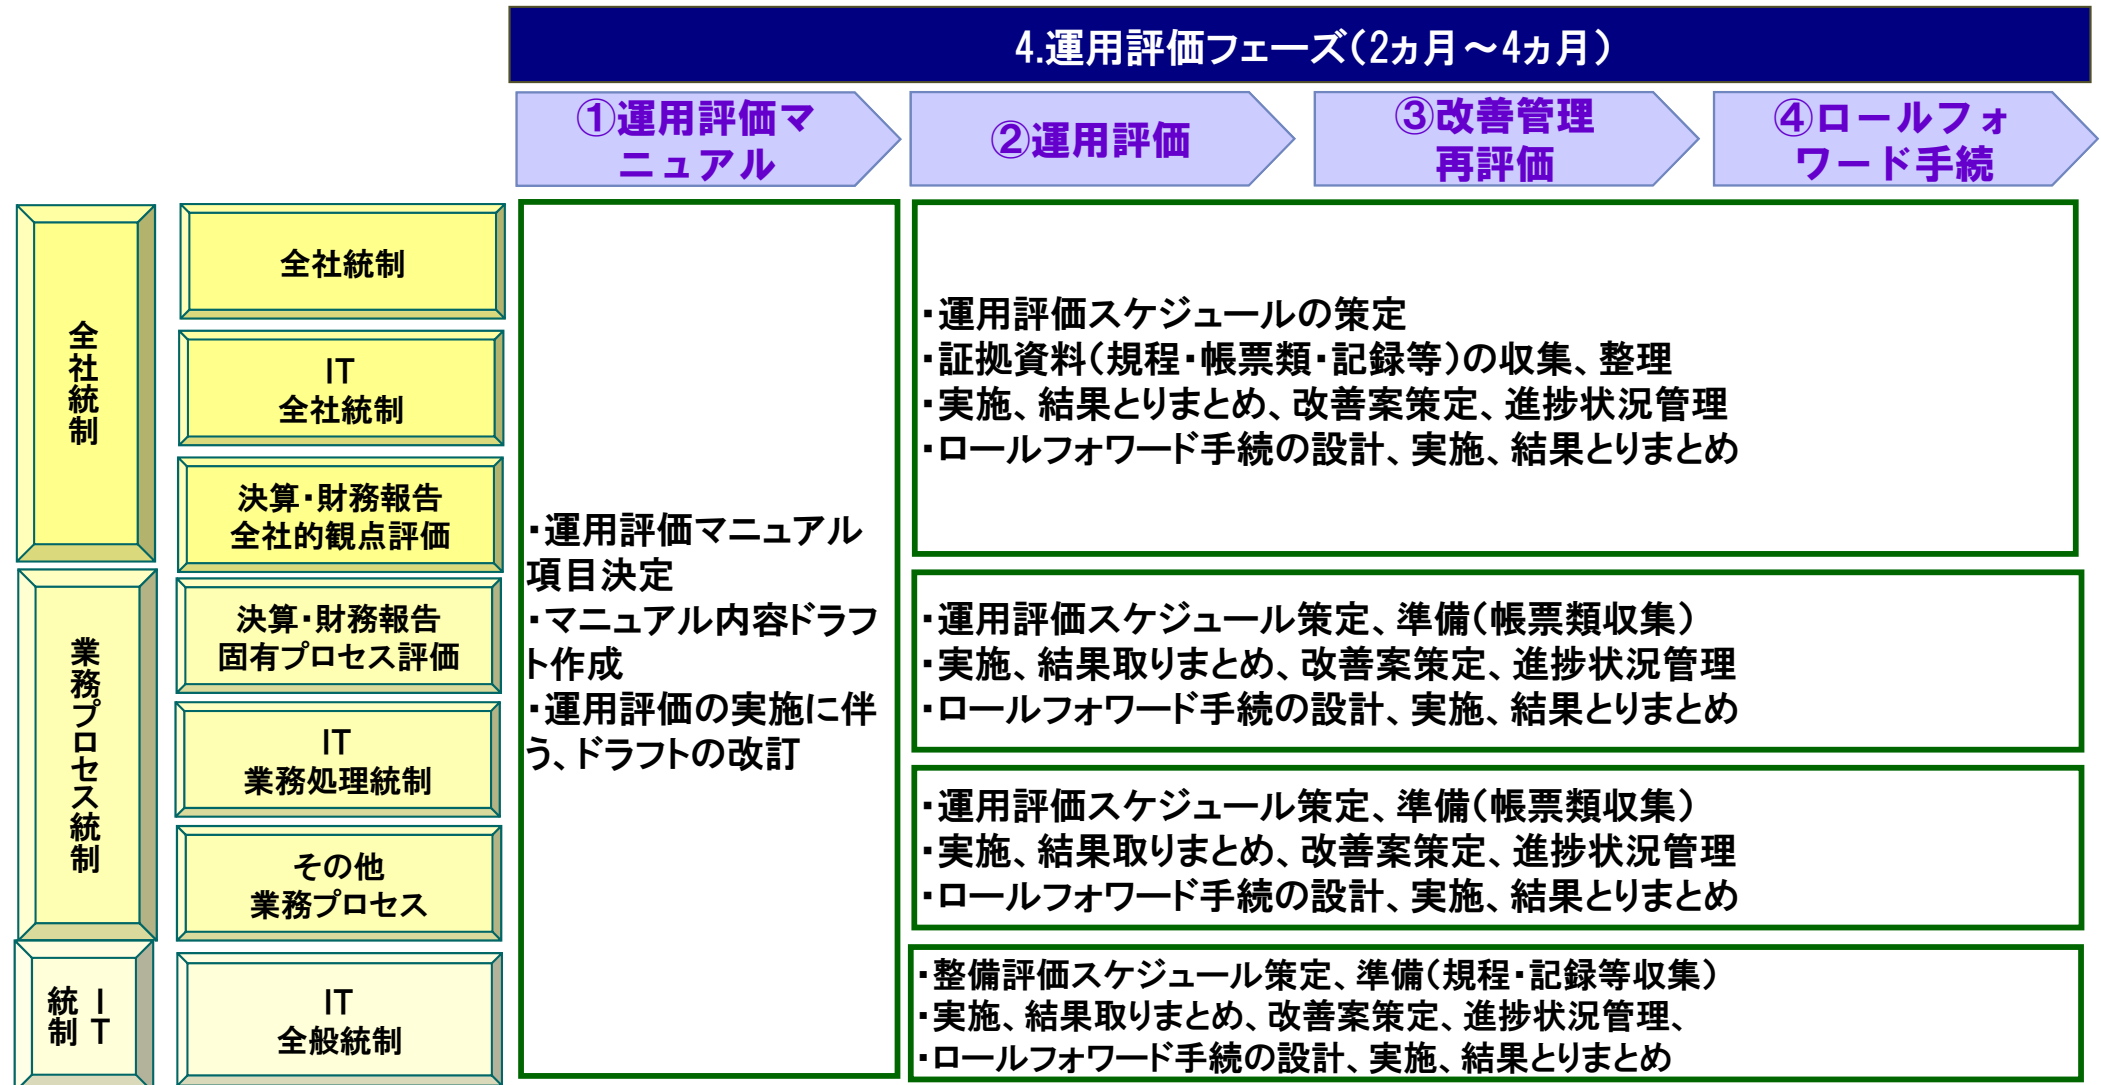 4.運用評価フェーズ(2ヵ月～4ヵ月)
①運用評価マ
ニュアル
②運用評価
③改善管理
再評価
④ロールフォ
ワード手続
全社統制
全社統制
IT
全社統制
決算・財務報告
全社的観点評価
業務プロセス統制
決算・財務報告
固有プロセス評価
IT
業務処理統制
その他
業務プロセス
IT
統制
IT
全般統制
・運用評価マニュアル
項目決定
・マニュアル内容ドラフ
ト作成
・運用評価の実施に伴
う、ドラフトの改訂
・運用評価スケジュールの策定
・証拠資料(規程・帳票類・記録等)の収集、整理
・実施、結果とりまとめ、改善案策定、進捗状況管理
・ロールフォワード手続の設計、実施、結果とりまとめ
・運用評価スケジュール策定、準備(帳票類収集)
・実施、結果取りまとめ、改善案策定、進捗状況管理
・ロールフォワード手続の設計、実施、結果とりまとめ
・運用評価スケジュール策定、準備(帳票類収集)
・実施、結果取りまとめ、改善案策定、進捗状況管理
・ロールフォワード手続の設計、実施、結果とりまとめ
・整備評価スケジュール策定、準備(規程・記録等収集)
・実施、結果取りまとめ、改善案策定、進捗状況管理、
・ロールフォワード手続の設計、実施、結果とりまとめ